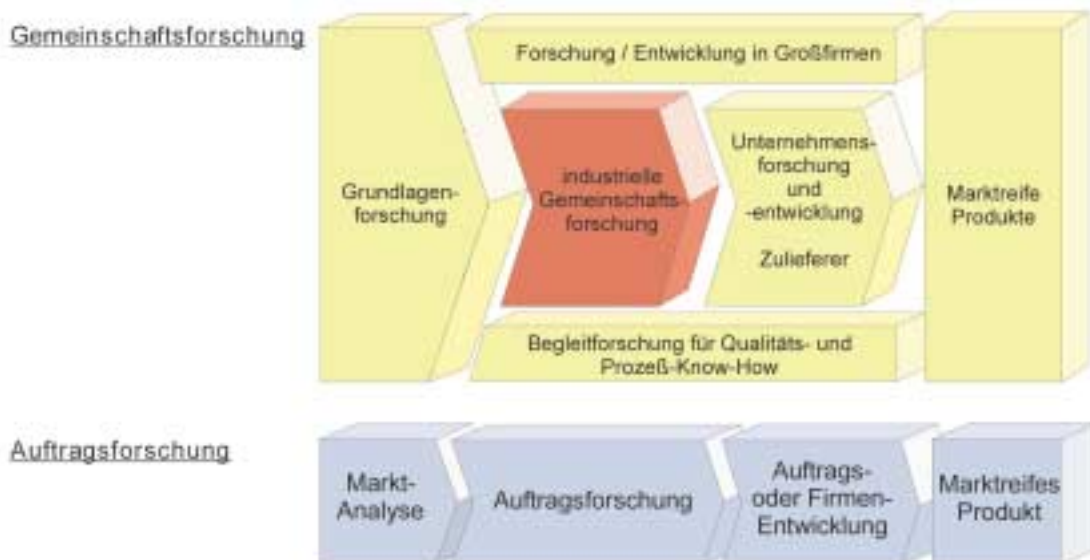 Gemeinschaftsforschung
Forschung / Entwicklung in Großfirmen
Grundlagen-
forschung
industrielle
Gemeinschafts-
forschung
Unternehmens-
forschung
und
-entwicklung
Zulieferer
Marktreife
Produkte
Begleitforschung für Qualitäts- und
Prozeß-Know-How
Auftragsforschung
Markt-
Analyse
Auftragsforschung
Auftrags-
oder Firmen-
Entwicklung
Marktreifes
Produkt